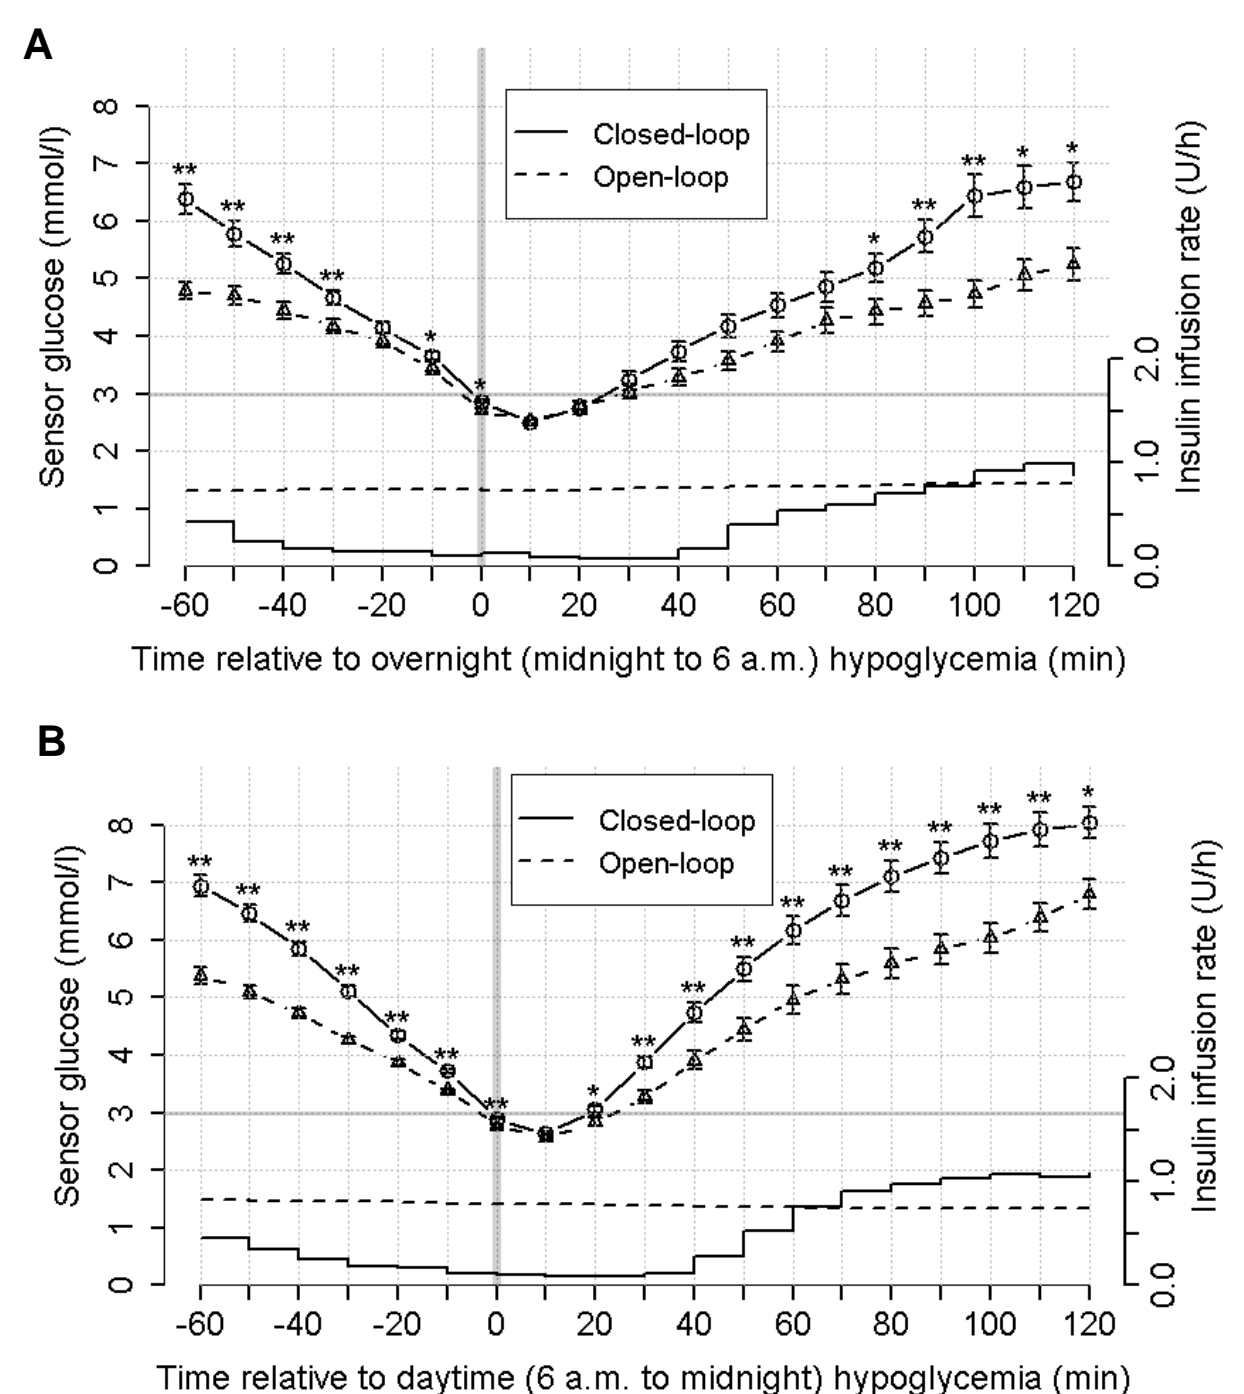 A
Closed-loop
Open-loop
Sensor glucose (mmol/l)
8
7
6
5
4
3
2
1
0
** ** ** ** * * * ** ** * *
Insulin infusion rate (U/h)
2.0
1.0
0.0
-60 -40 -20 0 20 40 60 80 100 120
Time relative to overnight (midnight to 6 a.m.) hypoglycemia (min)
B
Closed-loop
Open-loop
Sensor glucose (mmol/l)
8
7
6
5
4
3
2
1
0
** ** ** ** ** ** ** * ** ** ** ** ** ** ** ** ** *
Insulin infusion rate (U/h)
2.0
1.0
0.0
-60 -40 -20 0 20 40 60 80 100 120
Time relative to daytime (6 a.m. to midnight) hypoglycemia (min)